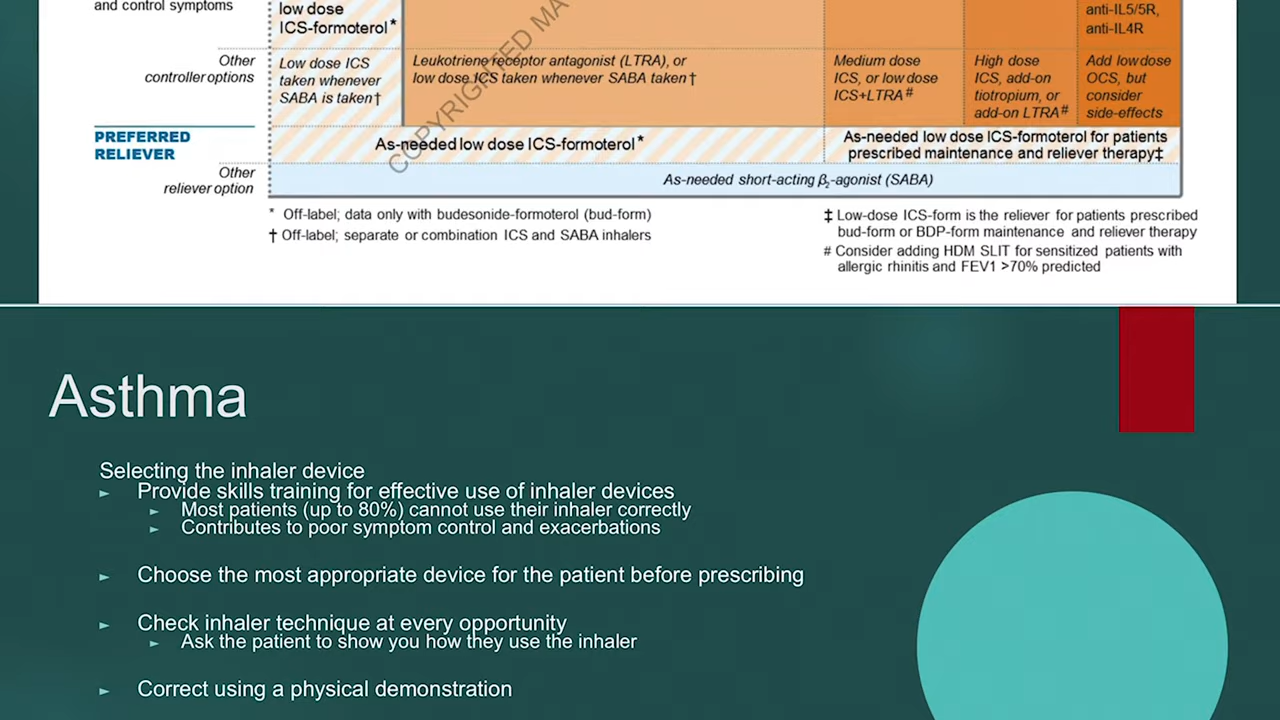 and control symptoms
low dose
ICS-formoterol*
anti-IL5/5R,
anti-IL4R
Other
controller options
Low dose ICS
taken whenever
SABA is taken†
Leukotriene receptor antagonist (LTRA), or
low dose ICS taken whenever SABA taken†
Medium dose
ICS, or low dose
ICS+LTRA #
High dose
ICS, add-on
tiotropium, or
add-on LTRA #
Add low dose
OCS, but
consider
side-effects
COPYRIGHTED MA
PREFERRED
RELIEVER
As-needed low dose ICS-formoterol *
As-needed low dose ICS-formoterol for patients
prescribed maintenance and reliever therapy‡
Other
reliever option
As-needed short-acting β2-agonist (SABA)
* Off-label; data only with budesonide-formoterol (bud-form)
† Off-label; separate or combination ICS and SABA inhalers
‡ Low-dose ICS-form is the reliever for patients prescribed
bud-form or BDP-form maintenance and reliever therapy
# Consider adding HDM SLIT for sensitized patients with
allergic rhinitis and FEV1 >70% predicted
Asthma
Selecting the inhaler device
► Provide skills training for effective use of inhaler devices
► Most patients (up to 80%) cannot use their inhaler correctly
► Contributes to poor symptom control and exacerbations
► Choose the most appropriate device for the patient before prescribing
► Check inhaler technique at every opportunity
► Ask the patient to show you how they use the inhaler
► Correct using a physical demonstration